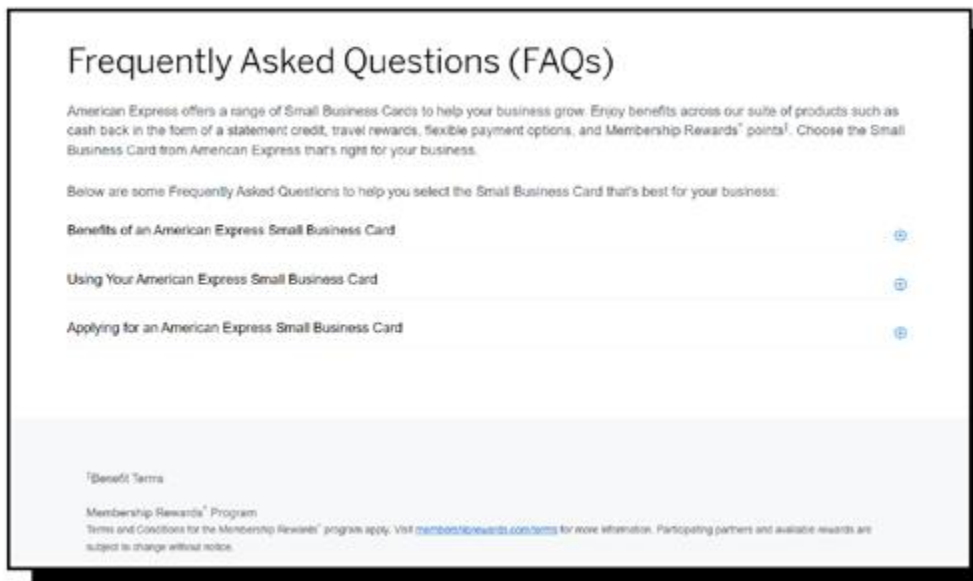 Frequently Asked Questions (FAQs)
American Express offers a range of Small Business Cards to help your business grow. Enjoy benefits across our suite of products such as
cash back in the form of a statement credit, travel rewards, flexible payment options, and Membership Rewards® points‡. Choose the Small
Business Card from American Express that's right for your business.
Below are some Frequently Asked Questions to help you select the Small Business Card that's best for your business:
Benefits of an American Express Small Business Card
Using Your American Express Small Business Card
Applying for an American Express Small Business Card
‡Benefit Terms
Membership Rewards® Program
Terms and Conditions for the Membership Rewards® program apply. Visit membershiprewards.com/terms for more information. Participating partners and available rewards are
subject to change without notice.